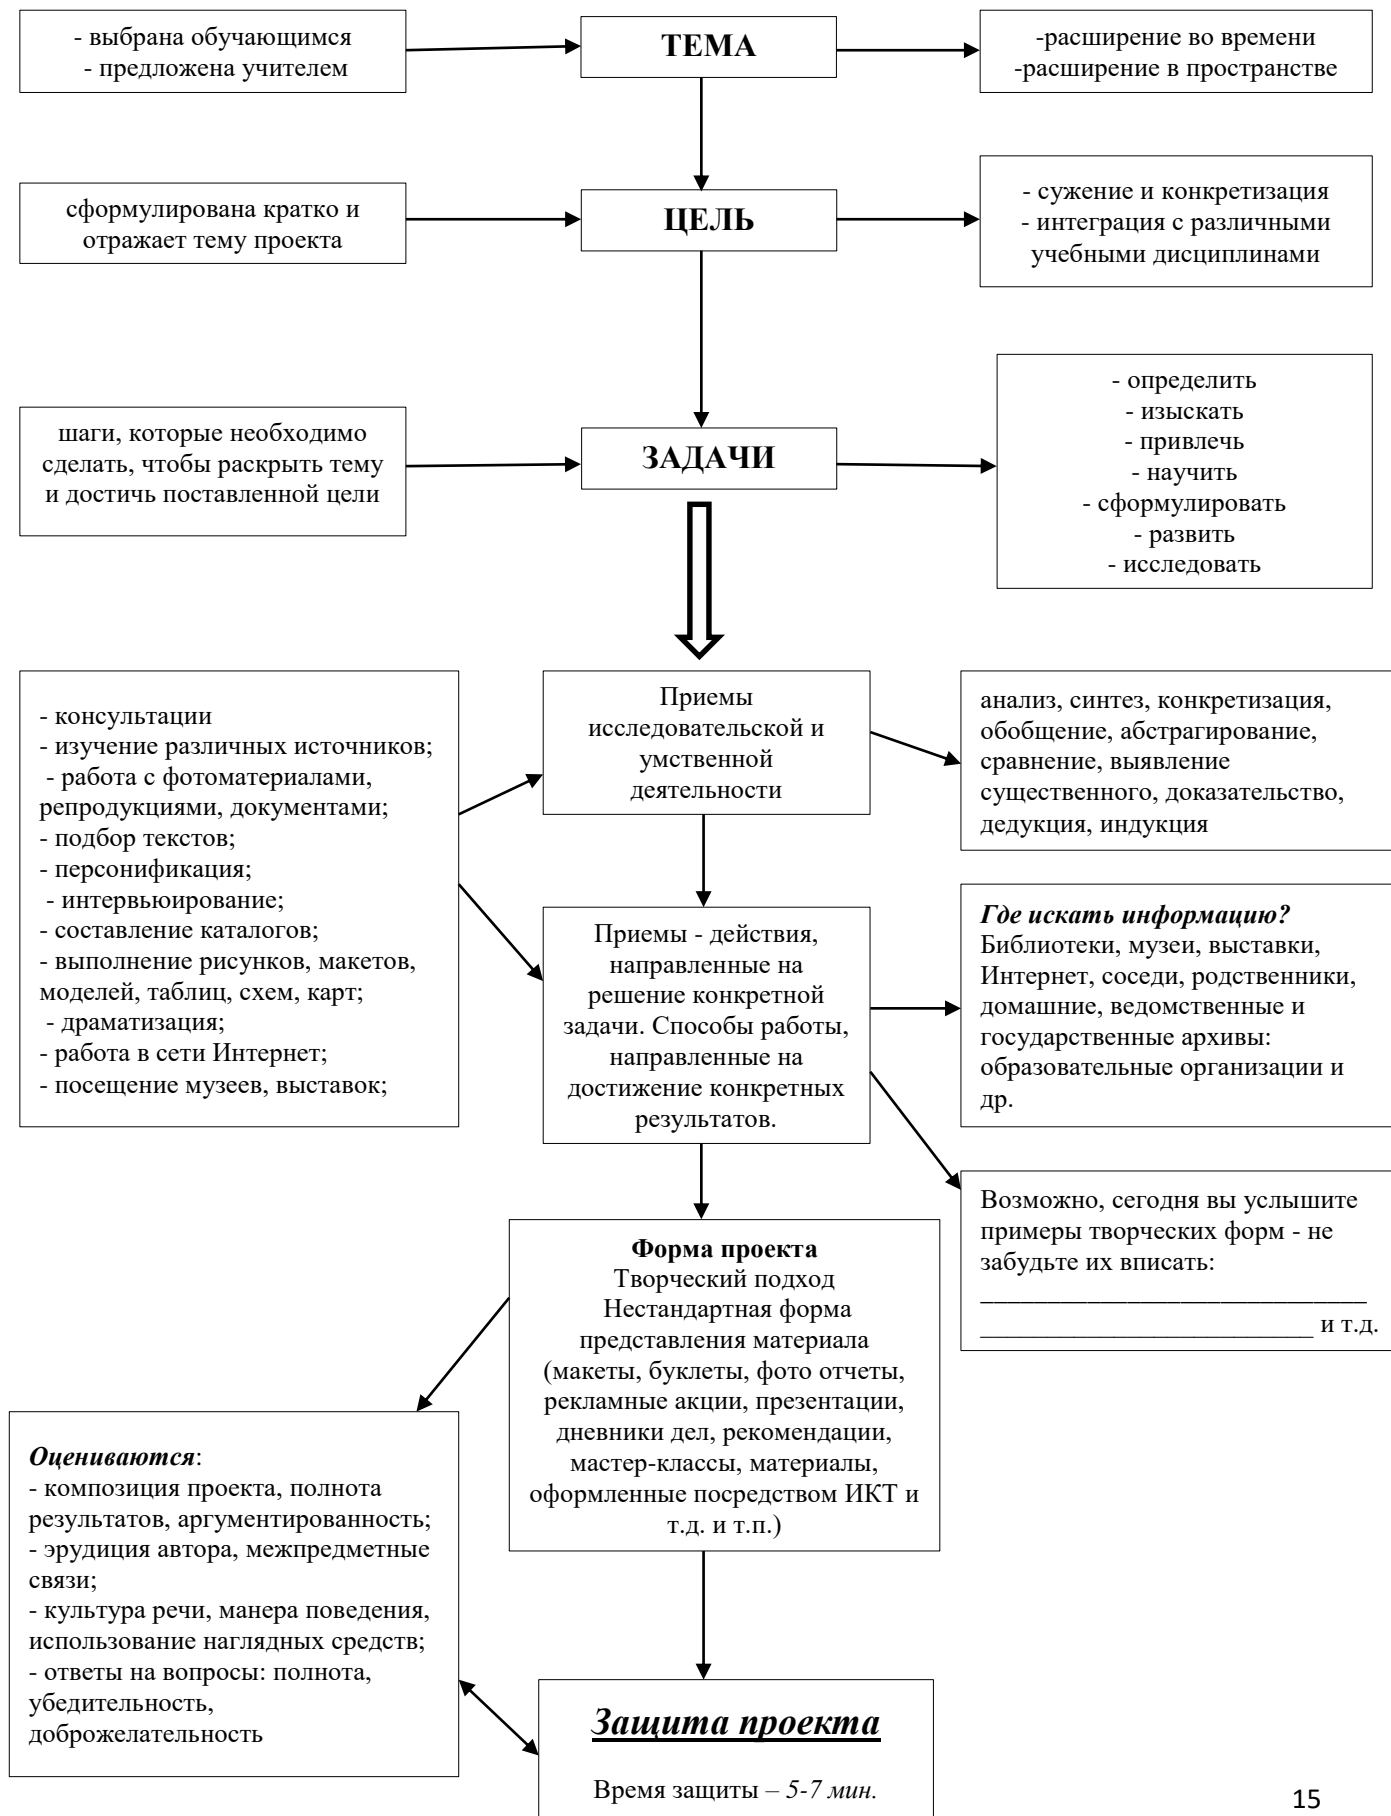 - выбрана обучающимся
- предложена учителем
ТЕМА
-расширение во времени
-расширение в пространстве
сформулирована кратко и
отражает тему проекта
ЦЕЛЬ
- сужение и конкретизация
- интеграция с различными
учебными дисциплинами
шаги, которые необходимо
сделать, чтобы раскрыть тему
и достичь поставленной цели
ЗАДАЧИ
- определить
- изыскать
- привлечь
- научить
- сформулировать
- развить
- исследовать
- консультации
- изучение различных источников;
- работа с фотоматериалами,
репродукциями, документами;
- подбор текстов;
- персонификация;
- интервьюирование;
- составление каталогов;
- выполнение рисунков, макетов,
моделей, таблиц, схем, карт;
- драматизация;
- работа в сети Интернет;
- посещение музеев, выставок;
Приемы
исследовательской и
умственной
деятельности
анализ, синтез, конкретизация,
обобщение, абстрагирование,
сравнение, выявление
существенного, доказательство,
дедукция, индукция
Приемы - действия,
направленные на
решение конкретной
задачи. Способы работы,
направленные на
достижение конкретных
результатов.
Где искать информацию?
Библиотеки, музеи, выставки,
Интернет, соседи, родственники,
домашние, ведомственные и
государственные архивы:
образовательные организации и
др.
Возможно, сегодня вы услышите
примеры творческих форм - не
забудьте их вписать:
_____________________________
_________________________ и т.д.
Форма проекта
Творческий подход
Нестандартная форма
представления материала
(макеты, буклеты, фото отчеты,
рекламные акции, презентации,
дневники дел, рекомендации,
мастер-классы, материалы,
оформленные посредством ИКТ и
т.д. и т.п.)
Оцениваются:
- композиция проекта, полнота
результатов, аргументированность;
- эрудиция автора, межпредметные
связи;
- культура речи, манера поведения,
использование наглядных средств;
- ответы на вопросы: полнота,
убедительность,
доброжелательность
Защита проекта
Время защиты – 5-7 мин.
15